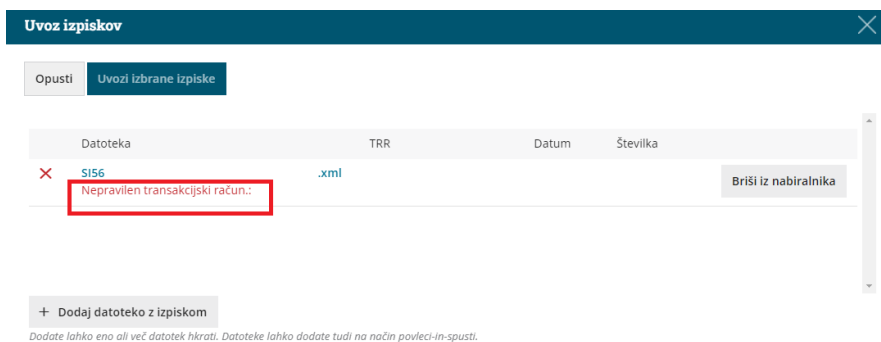 Uvoz izpiskov
Opusti Uvozi izbrane izpiske
Datoteka TRR Datum Številka
SI56 .xml
Nepravilen transakcijski račun.:
Briši iz nabiralnika
+ Dodaj datoteko z izpiskom
Dodate lahko eno ali več datotek hkrati. Datoteke lahko dodate tudi na način povleci-in-spusti.